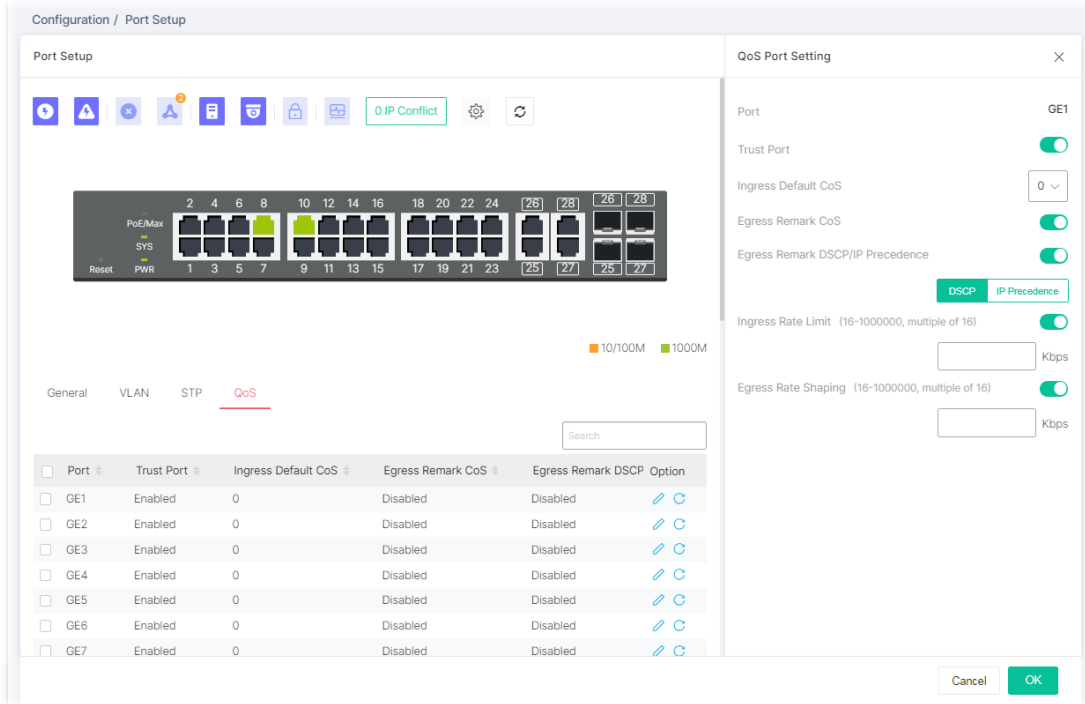 Configuration / Port Setup
Port Setup
2
0 IP Conflict
2 4 6 8 10 12 14 16 18 20 22 24 26 28 26 28
PoE/Max
SYS
Reset PWR 1 3 5 7 9 11 13 15 17 19 21 23 25 27 25 27
10/100M 1000M
General VLAN STP QoS
Search
Port Trust Port Ingress Default CoS Egress Remark CoS Egress Remark DSCP Option
GE1 Enabled 0 Disabled Disabled
GE2 Enabled 0 Disabled Disabled
GE3 Enabled 0 Disabled Disabled
GE4 Enabled 0 Disabled Disabled
GE5 Enabled 0 Disabled Disabled
GE6 Enabled 0 Disabled Disabled
GE7 Enabled 0 Disabled Disabled
QoS Port Setting
Port GE1
Trust Port
Ingress Default CoS 0
Egress Remark CoS
Egress Remark DSCP/IP Precedence
DSCP IP Precedence
Ingress Rate Limit (16-1000000, multiple of 16)
Kbps
Egress Rate Shaping (16-1000000, multiple of 16)
Kbps
Cancel OK